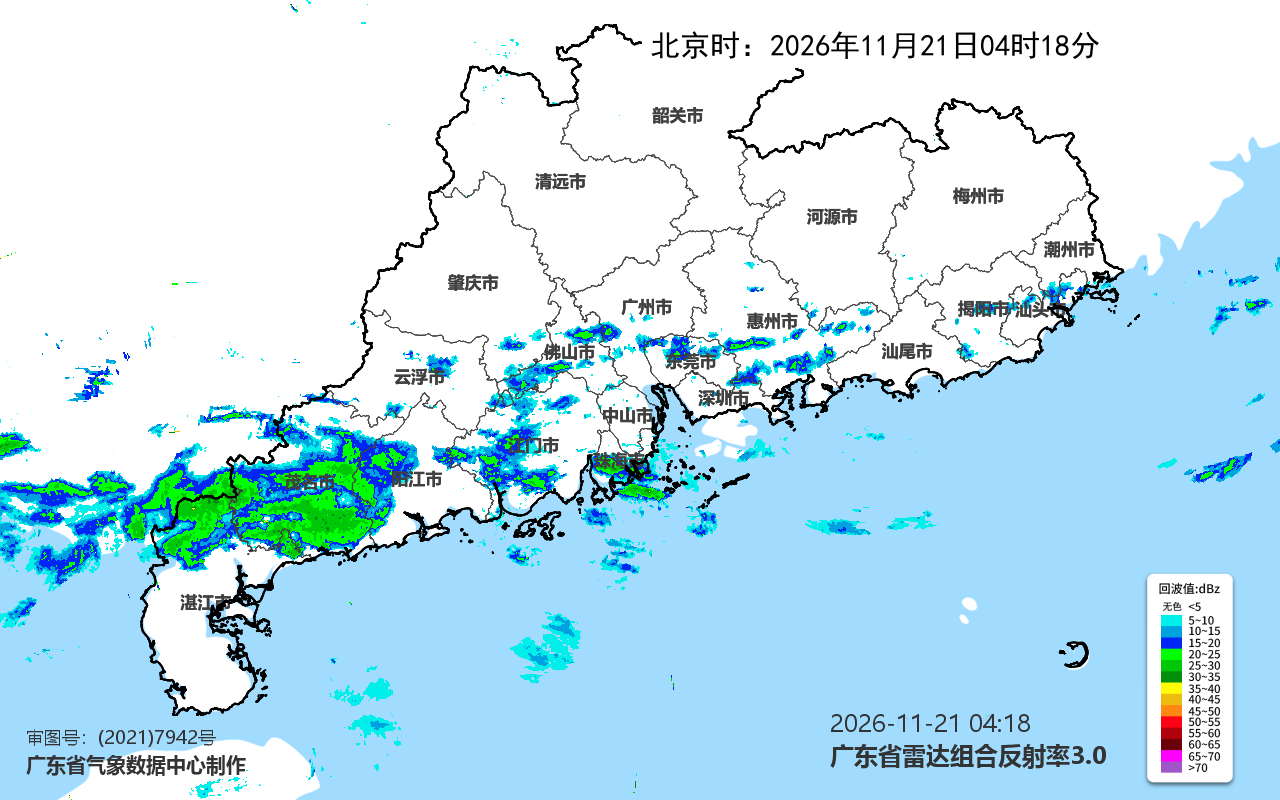 北京时：2026年11月21日04时18分
韶关市
清远市
梅州市
河源市
潮州市
肇庆市
广州市
揭阳市
汕头市
惠州市
佛山市
汕尾市
东莞市
云浮市
深圳市
中山市
江门市
珠海市
阳江市
茂名市
湛江市
回波值:dBz
无色 <5
5~10
10~15
15~20
20~25
25~30
30~35
35~40
40~45
45~50
50~55
55~60
60~65
65~70
>70
2026-11-21 04:18
广东省雷达组合反射率3.0
审图号：(2021)7942号
广东省气象数据中心制作